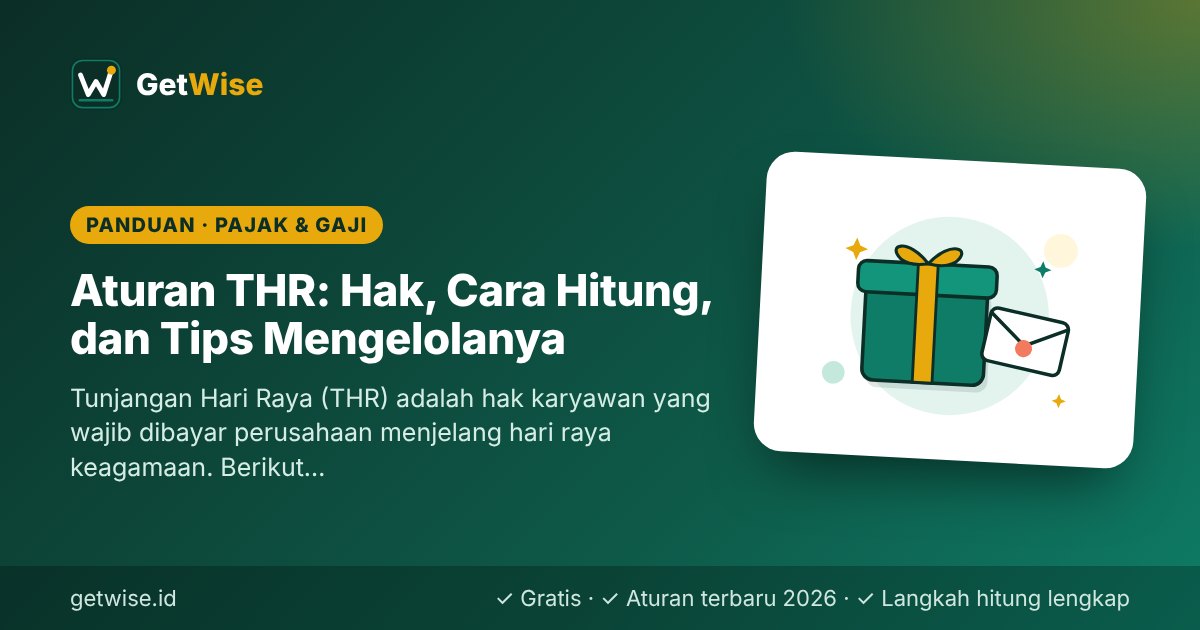 GetWise
PANDUAN · PAJAK & GAJI
Aturan THR: Hak, Cara Hitung,
dan Tips Mengelolanya
Tunjangan Hari Raya (THR) adalah hak karyawan yang
wajib dibayar perusahaan menjelang hari raya
keagamaan. Berikut...
getwise.id
✓ Gratis · ✓ Aturan terbaru 2026 · ✓ Langkah hitung lengkap